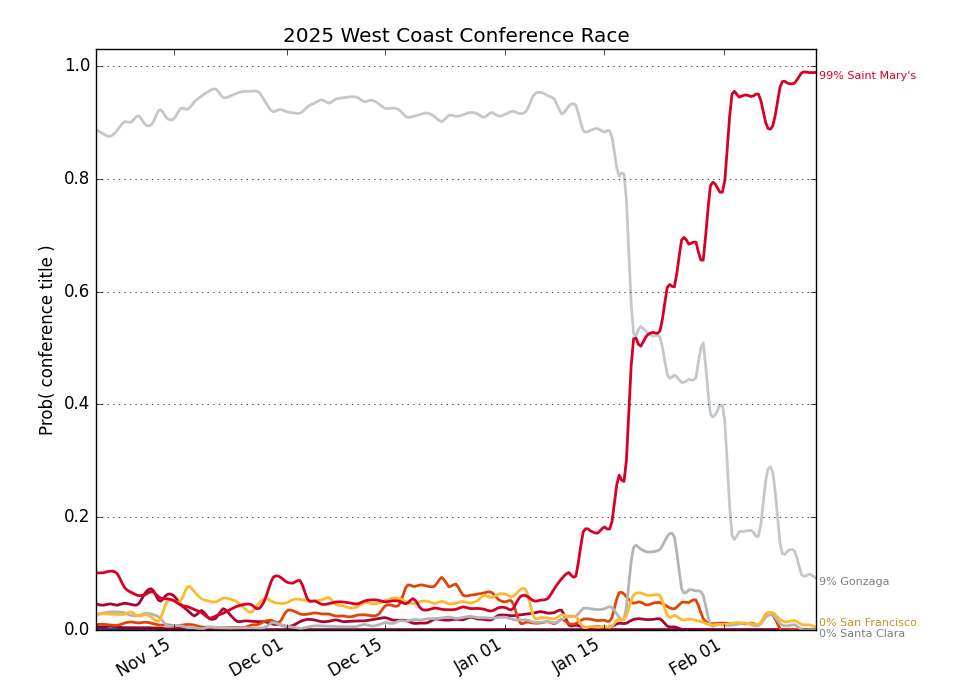 2025 West Coast Conference Race
1.0
99% Saint Mary's
0.8
0.6
Prob( conference title )
0.4
0.2
9% Gonzaga
0% San Francisco
0.0
0% Santa Clara
Nov 15
Dec 01
Dec 15
Jan 01
Jan 15
Feb 01